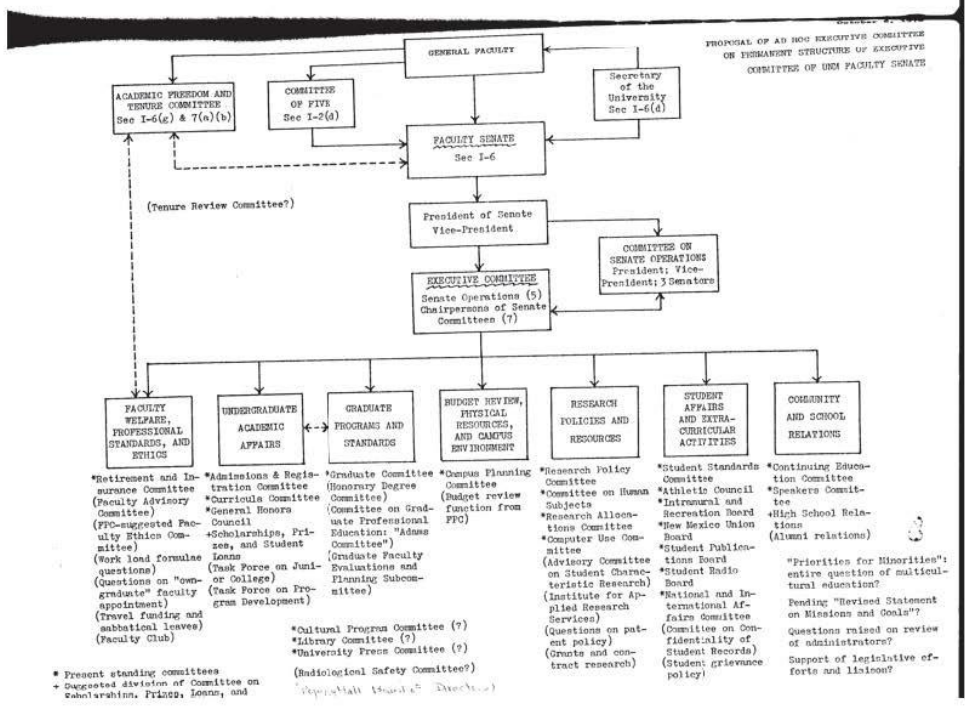 PROPOSAL OF AD HOC EXECUTIVE COMMITTEE
ON PERMANENT STRUCTURE OF EXECUTIVE
COMMITTEE OF UNM FACULTY SENATE
GENERAL FACULTY
ACADEMIC FREEDOM AND
TENURE COMMITTEE
Sec I-6(g) & 7(a)(b)
COMMITTEE
OF FIVE
Sec I-2(d)
Secretary
of the
University
Sec I-6(d)
FACULTY SENATE
Sec I-6
(Tenure Review Committee?)
President of Senate
Vice-President
COMMITTEE ON
SENATE OPERATIONS
President; Vice-
President; 3 Senators
EXECUTIVE COMMITTEE
Senate Operations (5)
Chairpersons of Senate
Committees (7)
FACULTY
WELFARE,
PROFESSIONAL
STANDARDS, AND
ETHICS
UNDERGRADUATE
ACADEMIC
AFFAIRS
GRADUATE
PROGRAMS AND
STANDARDS
BUDGET REVIEW,
PHYSICAL
RESOURCES,
AND CAMPUS
ENVIRONMENT
RESEARCH
POLICIES AND
RESOURCES
STUDENT
AFFAIRS
AND EXTRA-
CURRICULAR
ACTIVITIES
COMMUNITY
AND SCHOOL
RELATIONS
*Retirement and In-
surance Committee
(Faculty Advisory
Committee)
(FPC-suggested Fac-
ulty Ethics Com-
mittee)
(Work load formulae
questions)
(Questions on "own-
graduate" faculty
appointment)
(Travel funding and
sabbatical leaves)
(Faculty Club)
*Admissions & Regis-
tration Committee
*Curricula Committee
*General Honors
Council
+Scholarships, Pri-
zes, and Student
Loans
(Task Force on Juni-
or College)
(Task Force on Pro-
gram Development)
*Graduate Committee
(Honorary Degree
Committee)
(Committee on Grad-
uate Professional
Education: "Adams
Committee")
(Graduate Faculty
Evaluations and
Planning Subcom-
mittee)
*Campus Planning
Committee
(Budget review
function from
FPC)
*Research Policy
Committee
*Committee on Human
Subjects
*Research Alloca-
tions Committee
*Computer Use Com-
mittee
(Advisory Committee
on Student Charac-
teristic Research)
(Institute for Ap-
plied Research
Services)
(Questions on pat-
ent policy)
(Grants and con-
tract research)
*Student Standards
Committee
*Athletic Council
*Intramural and
Recreation Board
*New Mexico Union
Board
*Student Publica-
tions Board
*Student Radio
Board
*National and In-
ternational Af-
fairs Committee
(Committee on Con-
fidentiality of
Student Records)
(Student grievance
policy)
*Continuing Educa-
tion Committee
*Speakers Commit-
tee
+High School Rela-
tions
(Alumni relations)
"Priorities for Minorities":
entire question of multicul-
tural education?
Pending "Revised Statement
on Missions and Goals"?
Questions raised on review
of administrators?
Support of legislative ef-
forts and liaison?
*Cultural Program Committee (?)
*Library Committee (?)
*University Press Committee (?)
(Radiological Safety Committee?)
* Present standing committees
+ Suggested division of Committee on
Scholarships, Prizes, Loans, and